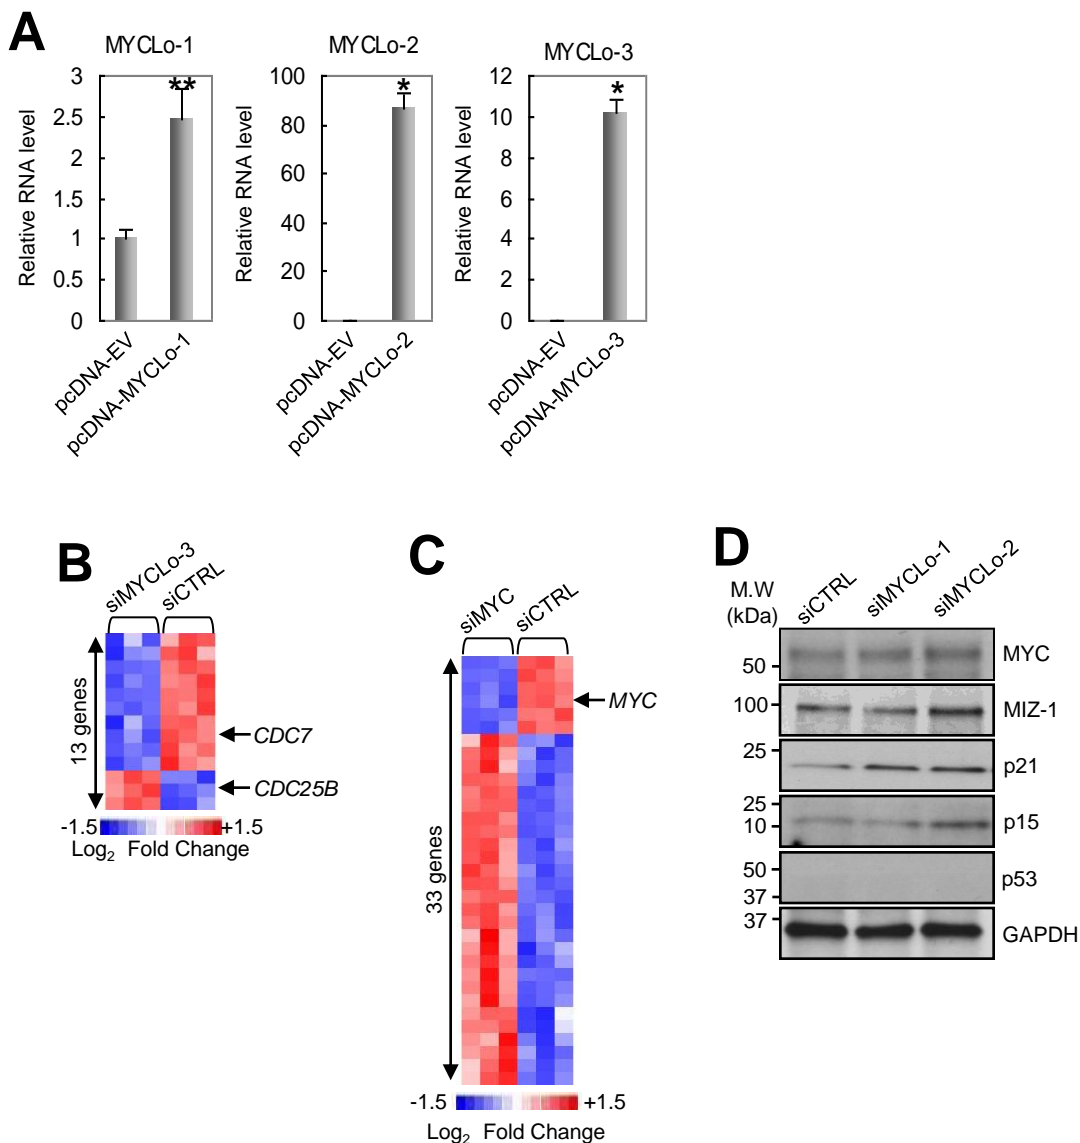 A
MYCLo-1
MYCLo-2
MYCLo-3
Relative RNA level
3
2.5
2
1.5
1
0.5
0
**
pcDNA-EV
pcDNA-MYCLo-1
Relative RNA level
100
80
60
40
20
0
*
pcDNA-EV
pcDNA-MYCLo-2
Relative RNA level
12
10
8
6
4
2
0
*
pcDNA-EV
pcDNA-MYCLo-3
B
siMYCLo-3
siCTRL
13 genes
CDC7
CDC25B
-1.5
+1.5
Log2 Fold Change
C
siMYC
siCTRL
33 genes
MYC
-1.5
+1.5
Log2 Fold Change
D
M.W
(kDa)
siCTRL
siMYCLo-1
siMYCLo-2
50
MYC
100
MIZ-1
25
p21
25
10
p15
50
37
p53
37
GAPDH